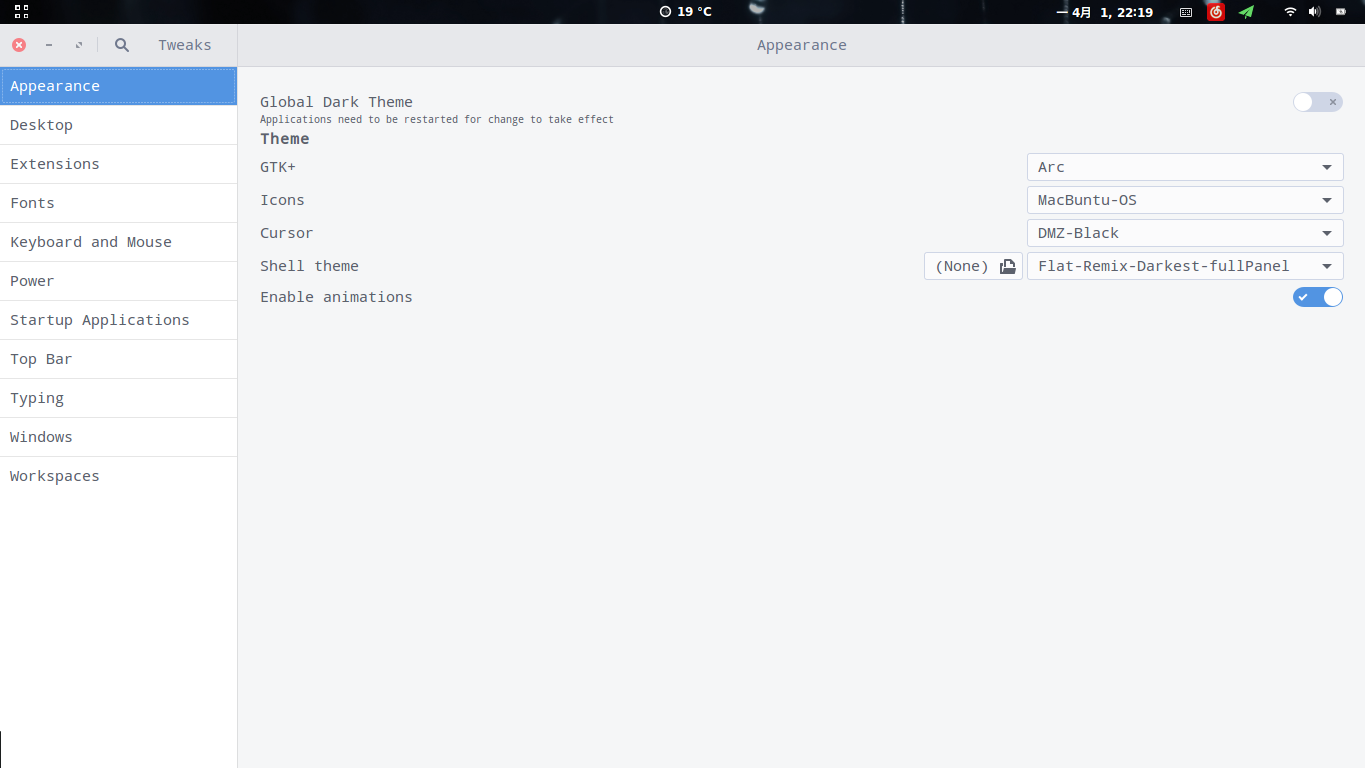 19 °C
一 4月 1, 22:19
Tweaks
Appearance
Appearance
Desktop
Extensions
Fonts
Keyboard and Mouse
Power
Startup Applications
Top Bar
Typing
Windows
Workspaces
Global Dark Theme
Applications need to be restarted for change to take effect
Theme
GTK+
Arc
Icons
MacBuntu-OS
Cursor
DMZ-Black
Shell theme
(None)
Flat-Remix-Darkest-fullPanel
Enable animations